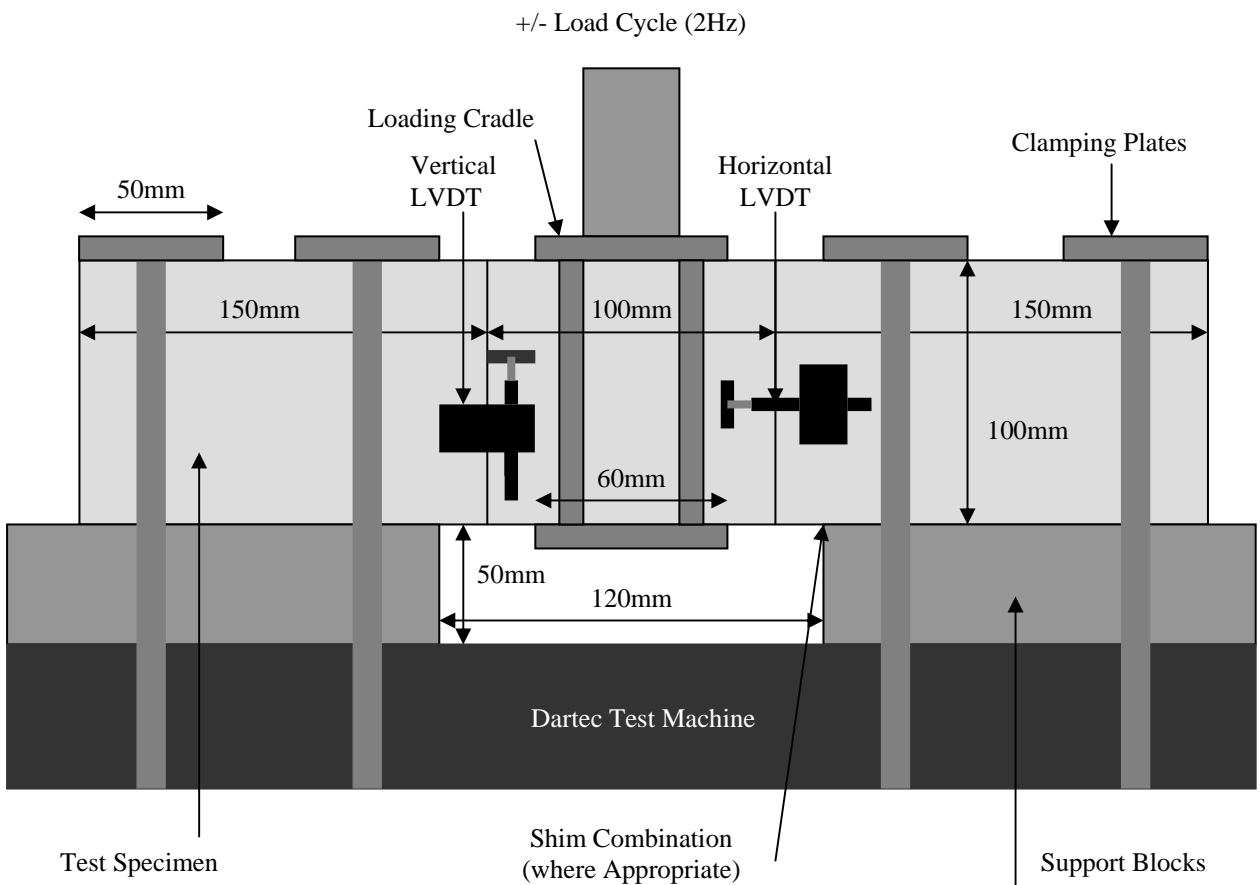 +/- Load Cycle (2Hz)
Loading Cradle
Clamping Plates
Vertical
LVDT
Horizontal
LVDT
50mm
150mm
100mm
150mm
100mm
60mm
50mm
120mm
Dartec Test Machine
Test Specimen
Shim Combination
(where Appropriate)
Support Blocks